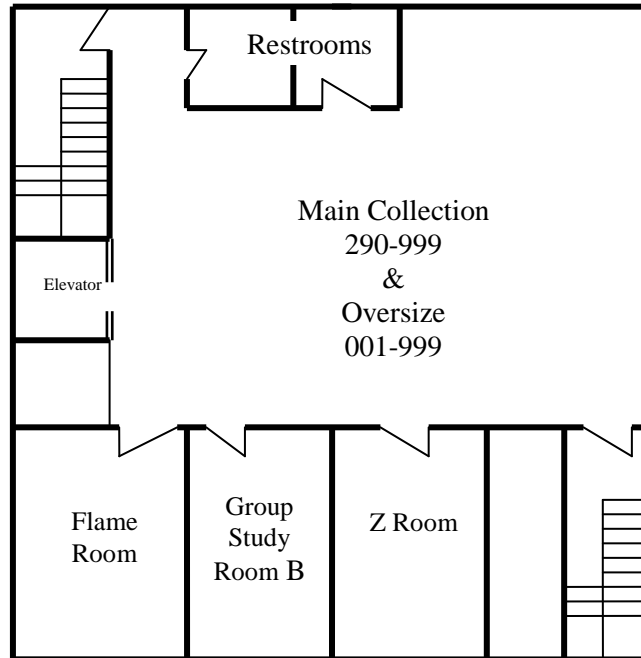 Restrooms
Main Collection
290-999
&
Oversize
001-999
Elevator
Flame
Room
Group
Study
Room B
Z Room